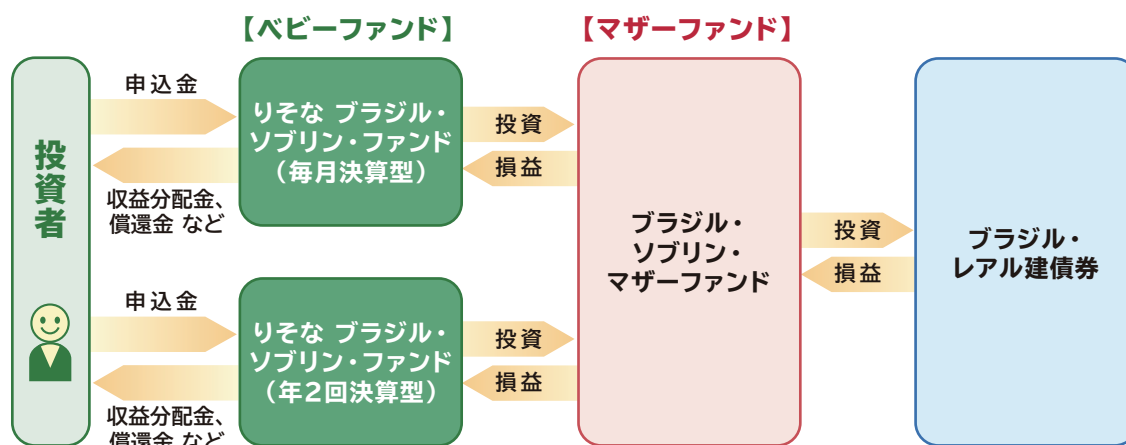 【ベビーファンド】
【マザーファンド】
投資者
申込金
収益分配金、
償還金 など
りそな ブラジル・
ソブリン・ファンド
（毎月決算型）
投資
損益
申込金
収益分配金、
償還金 など
りそな ブラジル・
ソブリン・ファンド
（年2回決算型）
投資
損益
ブラジル・
ソブリン・
マザーファンド
投資
損益
ブラジル・
レアル建債券